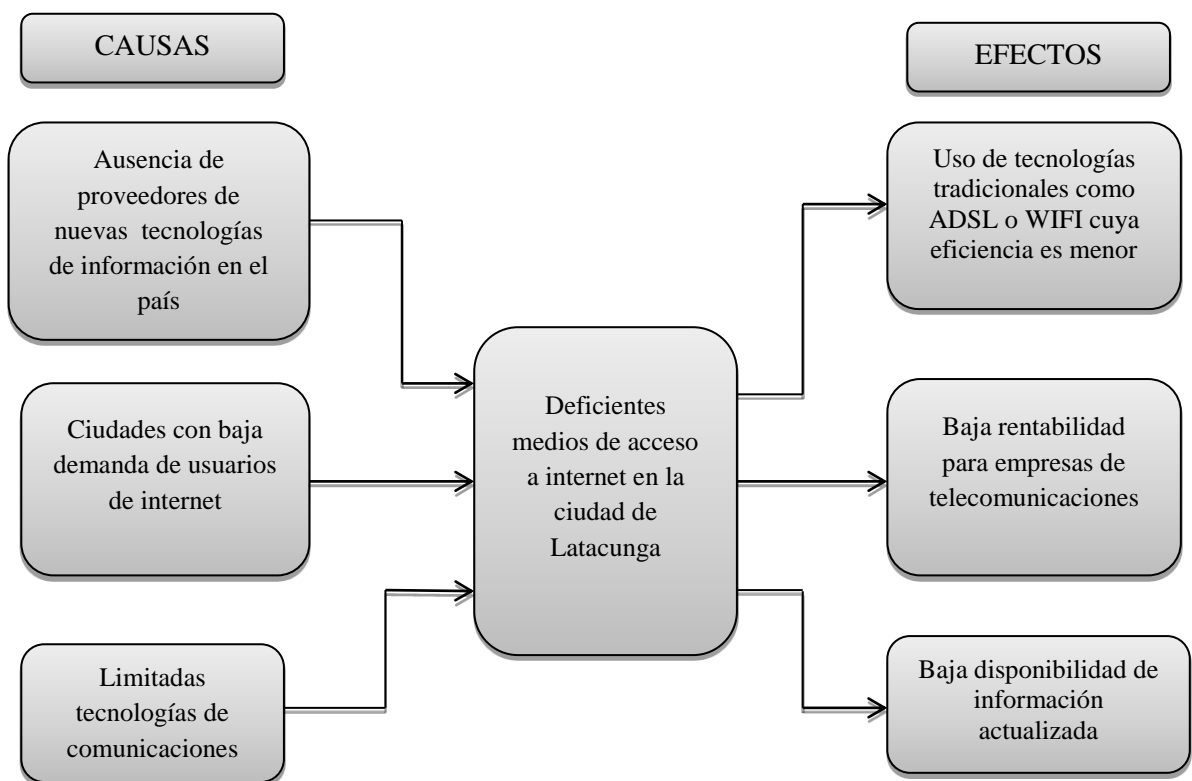 CAUSAS
EFECTOS
Ausencia de
proveedores de
nuevas tecnologías
de información en el
país
Uso de tecnologías
tradicionales como
ADSL o WIFI cuya
eficiencia es menor
Ciudades con baja
demanda de usuarios
de internet
Deficientes
medios de acceso
a internet en la
ciudad de
Latacunga
Baja rentabilidad
para empresas de
telecomunicaciones
Limitadas
tecnologías de
comunicaciones
Baja disponibilidad de
información
actualizada